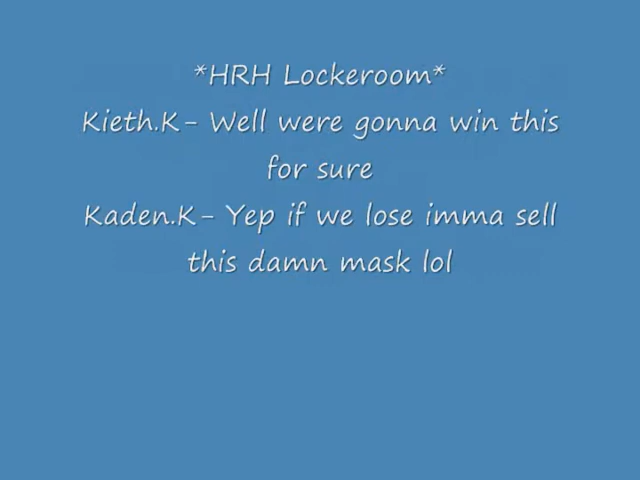 *HRH Lockeroom*
Kieth.K- Well were gonna win this
for sure
Kaden.K- Yep if we lose imma sell
this damn mask lol